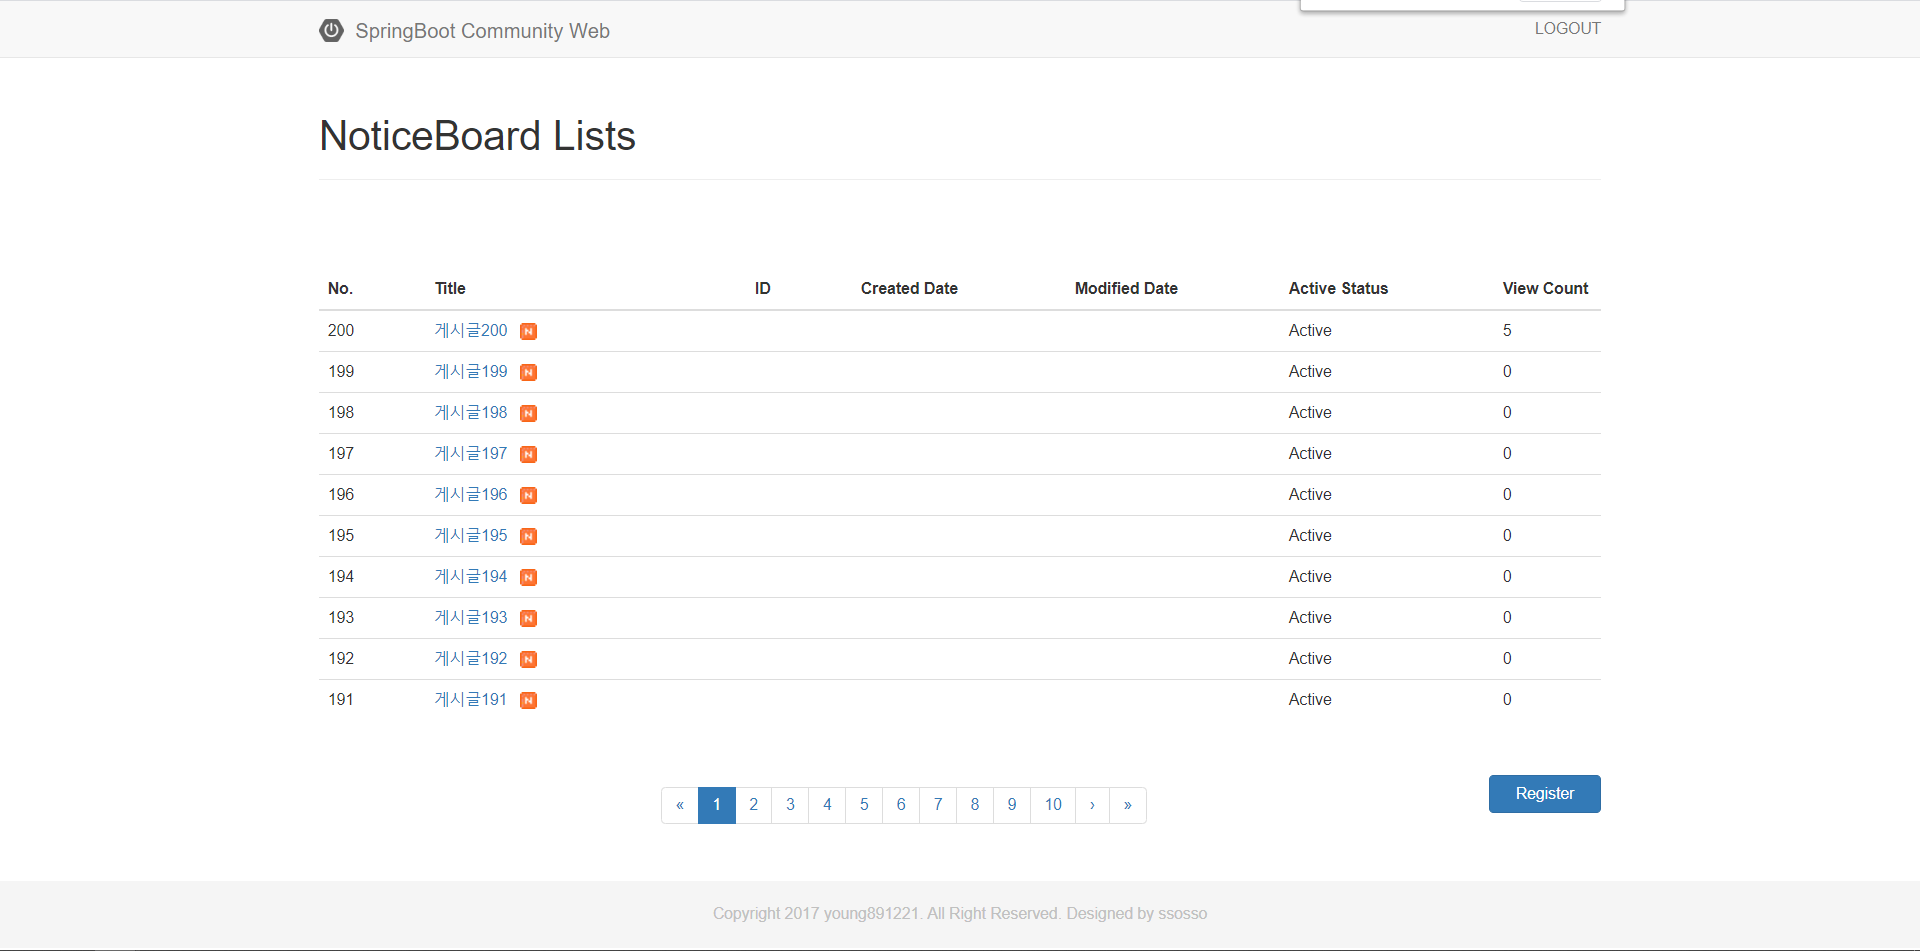 SpringBoot Community Web LOGOUT
NoticeBoard Lists
No. Title ID Created Date Modified Date Active Status View Count
200 게시글200 N Active 5
199 게시글199 N Active 0
198 게시글198 N Active 0
197 게시글197 N Active 0
196 게시글196 N Active 0
195 게시글195 N Active 0
194 게시글194 N Active 0
193 게시글193 N Active 0
192 게시글192 N Active 0
191 게시글191 N Active 0
« 1 2 3 4 5 6 7 8 9 10 › » Register
Copyright 2017 young891221. All Right Reserved. Designed by ssosso